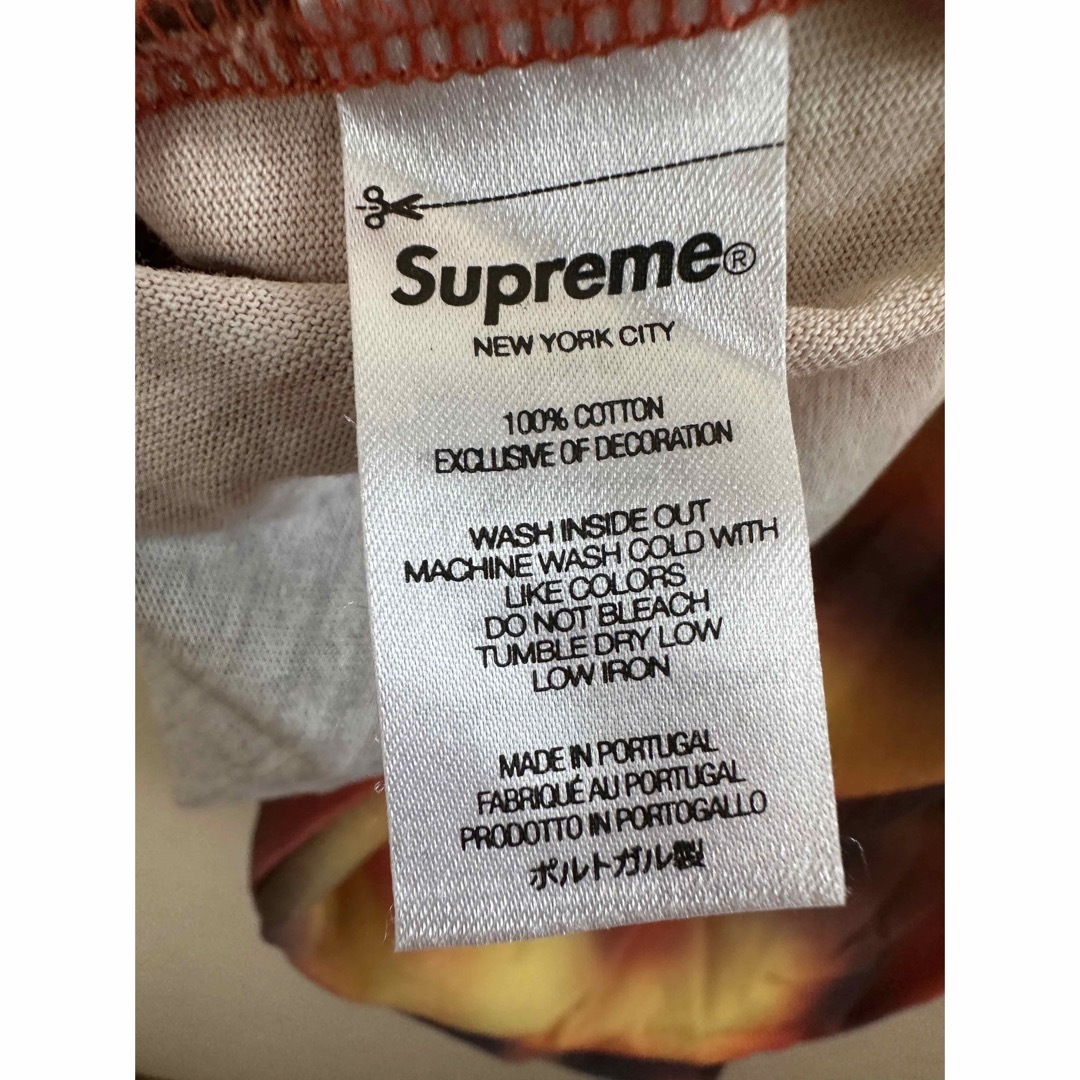 Supreme®
NEW YORK CITY
100% COTTON
EXCLUSIVE OF DECORATION
WASH INSIDE OUT
MACHINE WASH COLD WITH
LIKE COLORS
DO NOT BLEACH
TUMBLE DRY LOW
LOW IRON
MADE IN PORTUGAL
FABRIQUÉ AU PORTUGAL
PRODOTTO IN PORTOGALLO
ポルトガル製